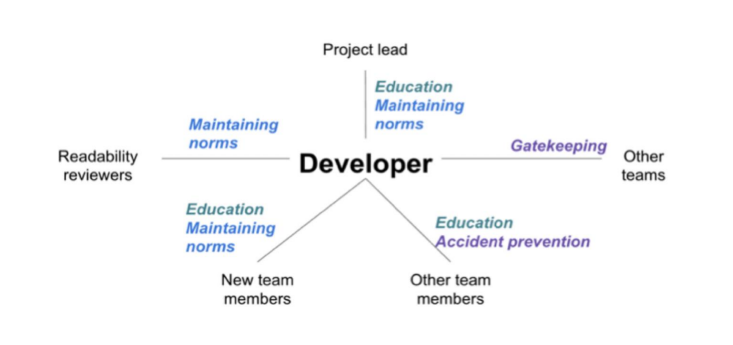 Project lead
Education
Maintaining
norms
Maintaining
norms
Readability
reviewers
Developer
Gatekeeping
Other
teams
Education
Maintaining
norms
New team
members
Education
Accident prevention
Other team
members